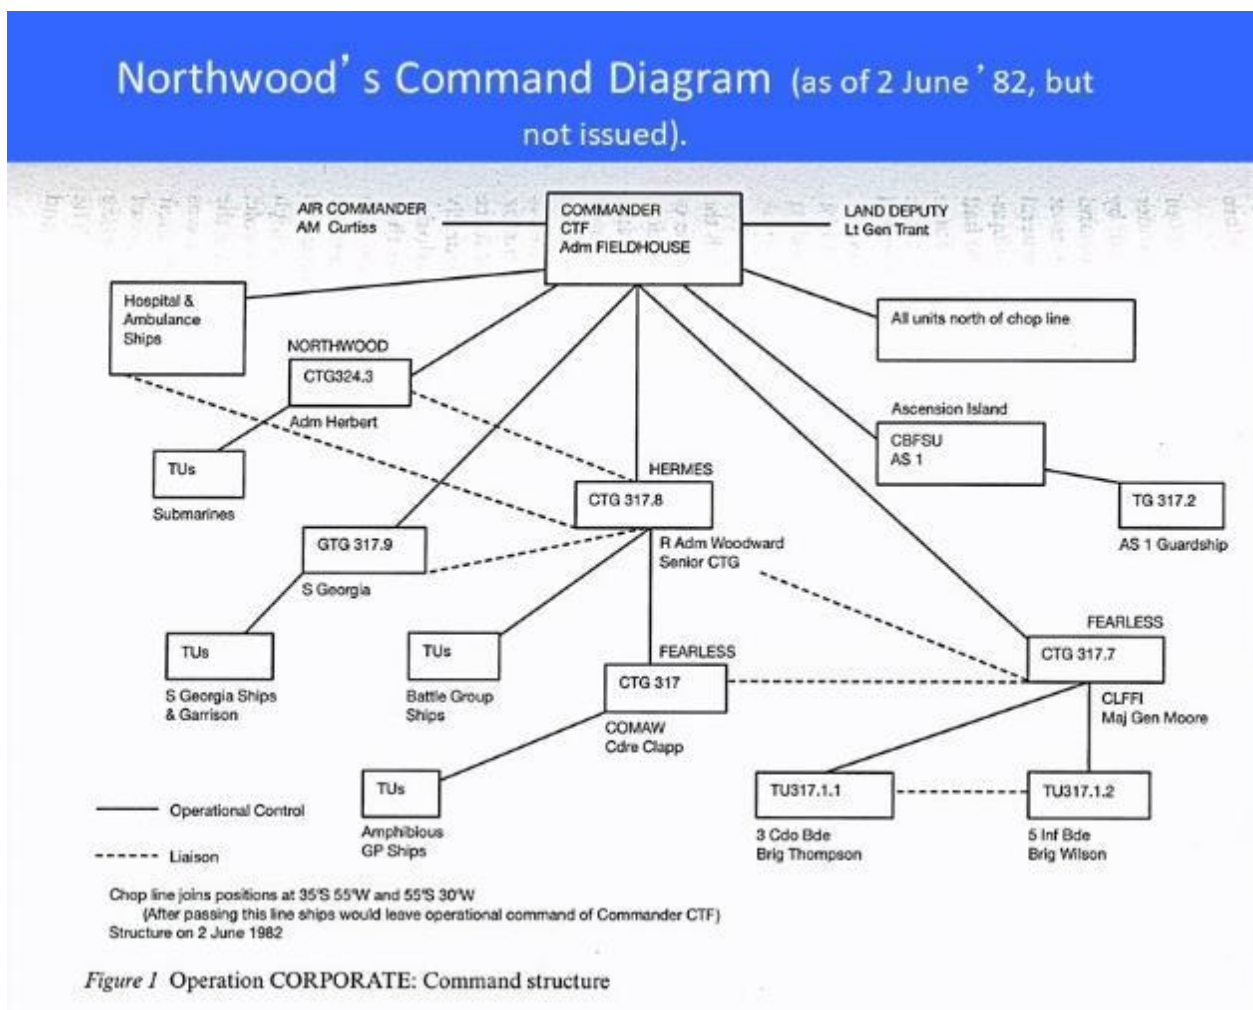 Northwood's Command Diagram (as of 2 June '82, but
not issued).
AIR COMMANDER
AM Curtiss
COMMANDER
CTF
Adm FIELDHOUSE
LAND DEPUTY
Lt Gen Trant
Hospital &
Ambulance
Ships
All units north of chop line
NORTHWOOD
CTG324.3
Adm Herbert
Ascension Island
CBFSU
AS 1
TUs
Submarines
HERMES
CTG 317.8
R Adm Woodward
Senior CTG
TG 317.2
AS 1 Guardship
GTG 317.9
S Georgia
TUs
S Georgia Ships
& Garrison
TUs
Battle Group
Ships
FEARLESS
CTG 317
COMAW
Cdre Clapp
FEARLESS
CTG 317.7
CLFFI
Maj Gen Moore
TUs
Amphibious
GP Ships
TU317.1.1
3 Cdo Bde
Brig Thompson
TU317.1.2
5 Inf Bde
Brig Wilson
Operational Control
Liaison
Chop line joins positions at 35°S 55°W and 55°S 30°W
(After passing this line ships would leave operational command of Commander CTF)
Structure on 2 June 1982
Figure 1 Operation CORPORATE: Command structure